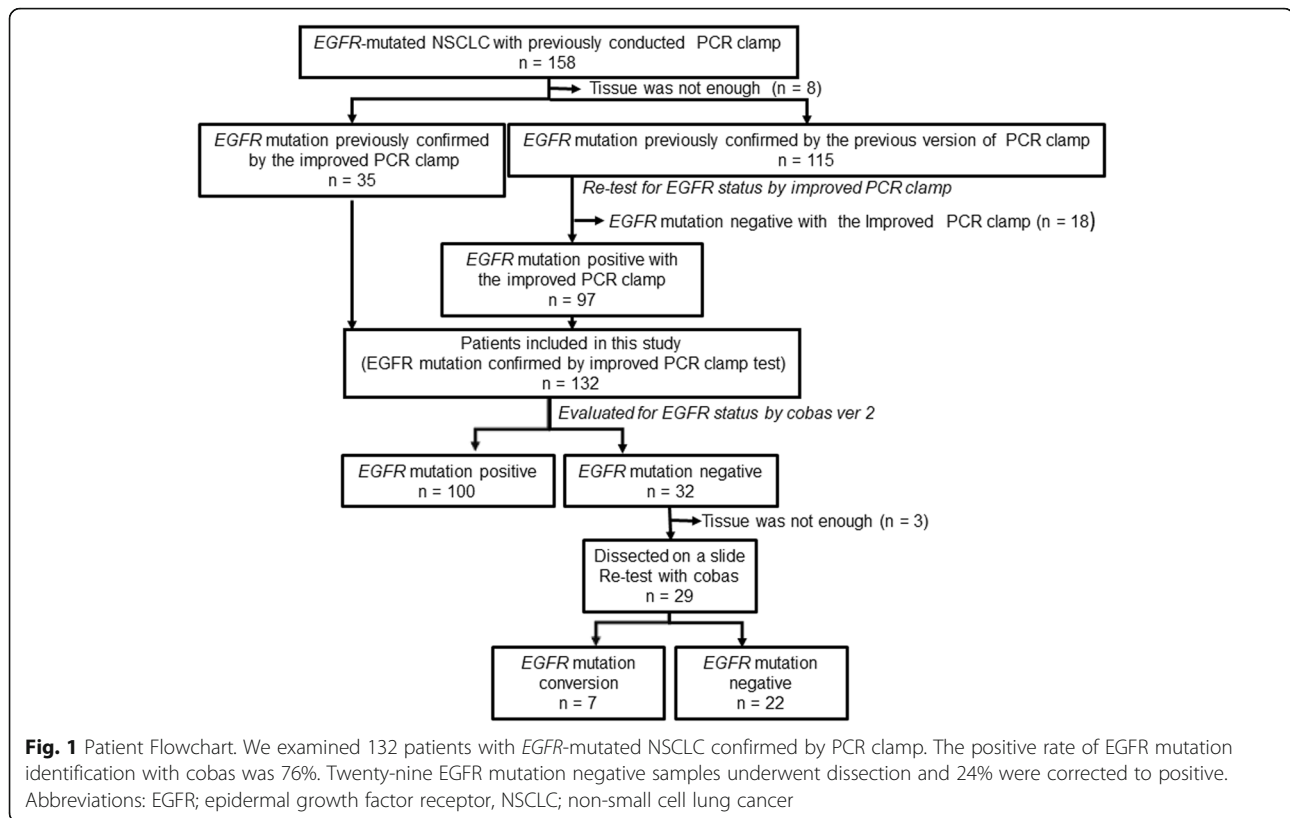 EGFR-mutated NSCLC with previously conducted PCR clamp
n = 158
Tissue was not enough (n = 8)
EGFR mutation previously confirmed
by the improved PCR clamp
n = 35
EGFR mutation previously confirmed by the previous version of PCR clamp
n = 115
Re-test for EGFR status by improved PCR clamp
EGFR mutation negative with the Improved PCR clamp (n = 18)
EGFR mutation positive with
the improved PCR clamp
n = 97
Patients included in this study
(EGFR mutation confirmed by improved PCR clamp test)
n = 132
Evaluated for EGFR status by cobas ver 2
EGFR mutation positive
n = 100
EGFR mutation negative
n = 32
Tissue was not enough (n = 3)
Dissected on a slide
Re-test with cobas
n = 29
EGFR mutation
conversion
n = 7
EGFR mutation
negative
n = 22
Fig. 1 Patient Flowchart. We examined 132 patients with EGFR-mutated NSCLC confirmed by PCR clamp. The positive rate of EGFR mutation
identification with cobas was 76%. Twenty-nine EGFR mutation negative samples underwent dissection and 24% were corrected to positive.
Abbreviations: EGFR; epidermal growth factor receptor, NSCLC; non-small cell lung cancer